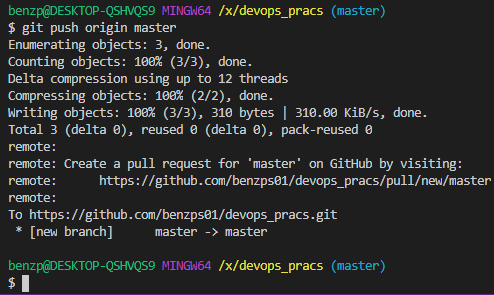 benzp@DESKTOP-QSHVQS9 MINGW64 /x/devops_pracs (master)
$ git push origin master
Enumerating objects: 3, done.
Counting objects: 100% (3/3), done.
Delta compression using up to 12 threads
Compressing objects: 100% (2/2), done.
Writing objects: 100% (3/3), 310 bytes | 310.00 KiB/s, done.
Total 3 (delta 0), reused 0 (delta 0), pack-reused 0
remote:
remote: Create a pull request for 'master' on GitHub by visiting:
remote:      https://github.com/benzps01/devops_pracs/pull/new/master
remote:
To https://github.com/benzps01/devops_pracs.git
 * [new branch]      master -> master
benzp@DESKTOP-QSHVQS9 MINGW64 /x/devops_pracs (master)
$